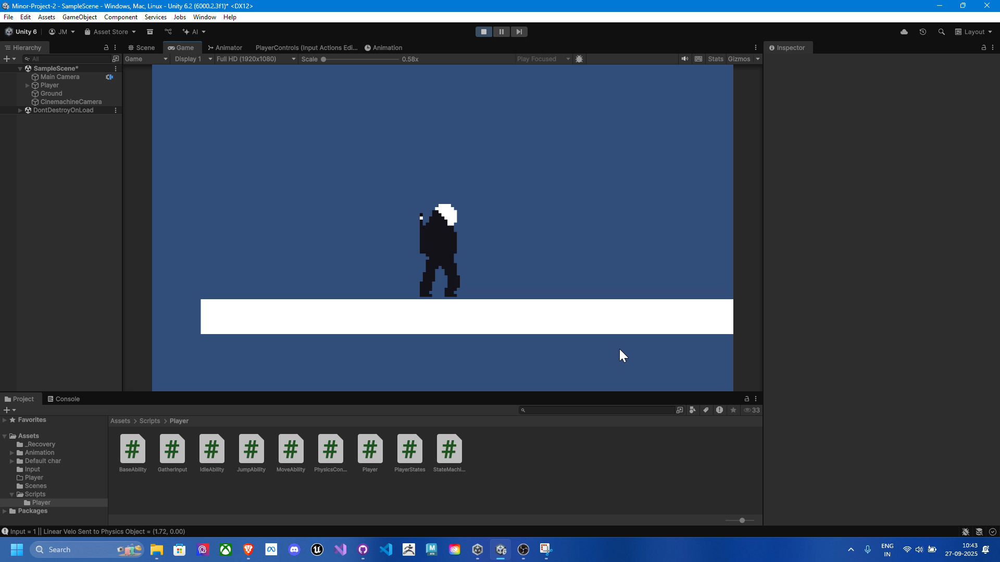 Minor-Project-2 - SampleScene - Windows, Mac, Linux - Unity 6.2 (6000.2.3f1)* <DX12>
File Edit Assets GameObject Component Services Jobs Window Help
Unity 6 JM Asset Store AI Layout
Hierarchy
Scene Game Animator PlayerControls (Input Actions Edi... Animation
Inspector
All
Game Display 1 Full HD (1920x1080) Scale 0.58x Play Focused Stats Gizmos
SampleScene*
Main Camera
Player
Ground
CinemachineCamera
DontDestroyOnLoad
Project Console
33
Favorites
Assets
_Recovery
Animation
Default char
Input
Player
Scenes
Scripts
Player
Packages
Assets > Scripts > Player
BaseAbility GatherInput IdleAbility JumpAbility MoveAbility PhysicsCon... Player PlayerStates StateMachi...
Input = 1 || Linear Velo Sent to Physics Object = (1.72, 0.00)
Search
ENG
IN
10:43
27-09-2025